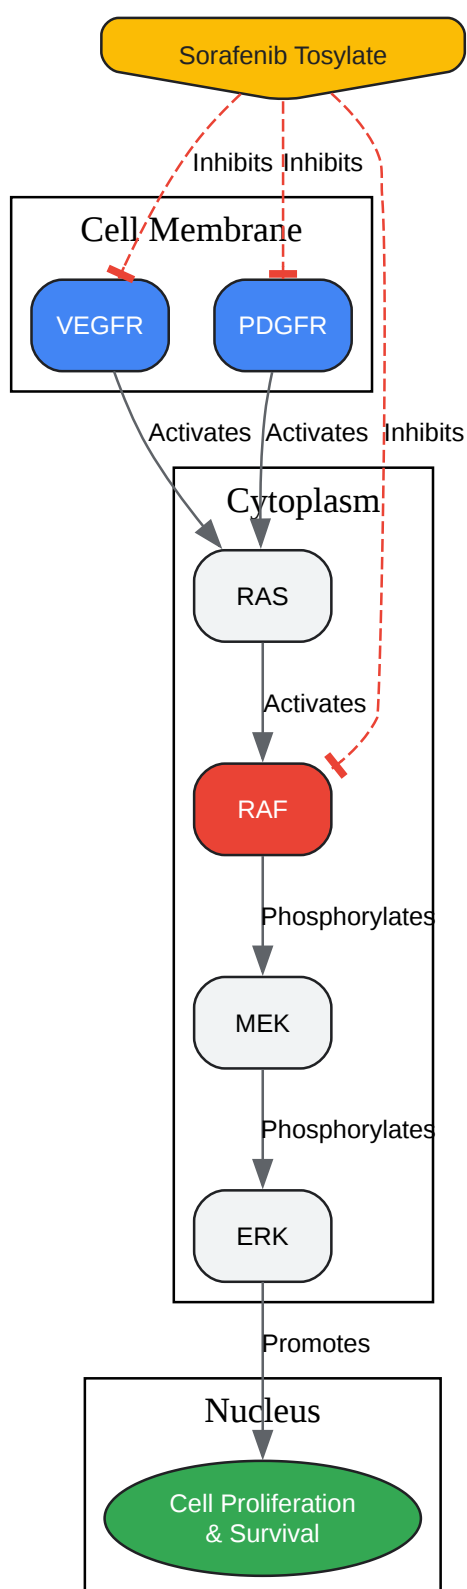 Sorafenib Tosylate
Inhibits
Inhibits
Cell Membrane
VEGFR
PDGFR
Activates
Activates
Inhibits
Cytoplasm
RAS
Activates
RAF
Phosphorylates
MEK
Phosphorylates
ERK
Promotes
Nucleus
Cell Proliferation
& Survival